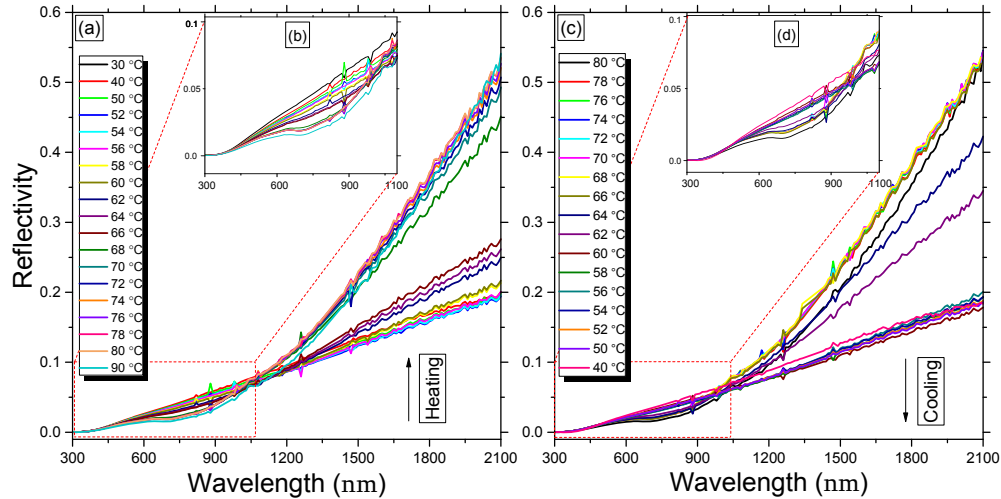 (a)
(b)
0.1
0.05
0.0
300
600
900
1100
30 °C
40 °C
50 °C
52 °C
54 °C
56 °C
58 °C
60 °C
62 °C
64 °C
66 °C
68 °C
70 °C
72 °C
74 °C
76 °C
78 °C
80 °C
90 °C
Heating
Reflectivity
0.6
0.5
0.4
0.3
0.2
0.1
0.0
300
600
900
1200
1500
1800
2100
Wavelength (nm)
(c)
(d)
0.1
0.05
0.0
300
600
900
1100
80 °C
78 °C
76 °C
74 °C
72 °C
70 °C
68 °C
66 °C
64 °C
62 °C
60 °C
58 °C
56 °C
54 °C
52 °C
50 °C
40 °C
Cooling
0.6
0.5
0.4
0.3
0.2
0.1
0.0
300
600
900
1200
1500
1800
2100
Wavelength (nm)